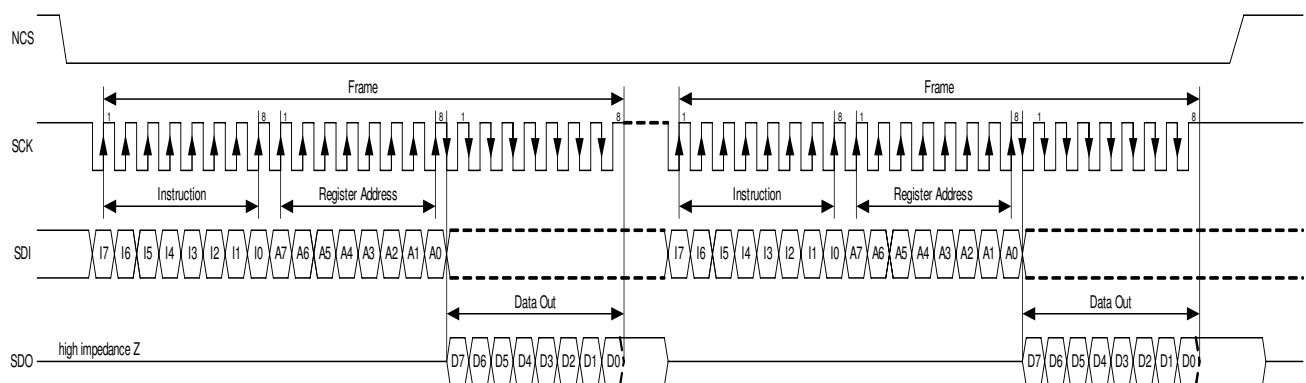 NCS
Frame Frame
SCK 1 8 1 8 1 8 1 8 1 8 1 8
Instruction Register Address Instruction Register Address
SDI I7 I6 I5 I4 I3 I2 I1 I0 A7 A6 A5 A4 A3 A2 A1 A0 I7 I6 I5 I4 I3 I2 I1 I0 A7 A6 A5 A4 A3 A2 A1 A0
Data Out Data Out
SDO high impedance Z D7 D6 D5 D4 D3 D2 D1 D0 D7 D6 D5 D4 D3 D2 D1 D0